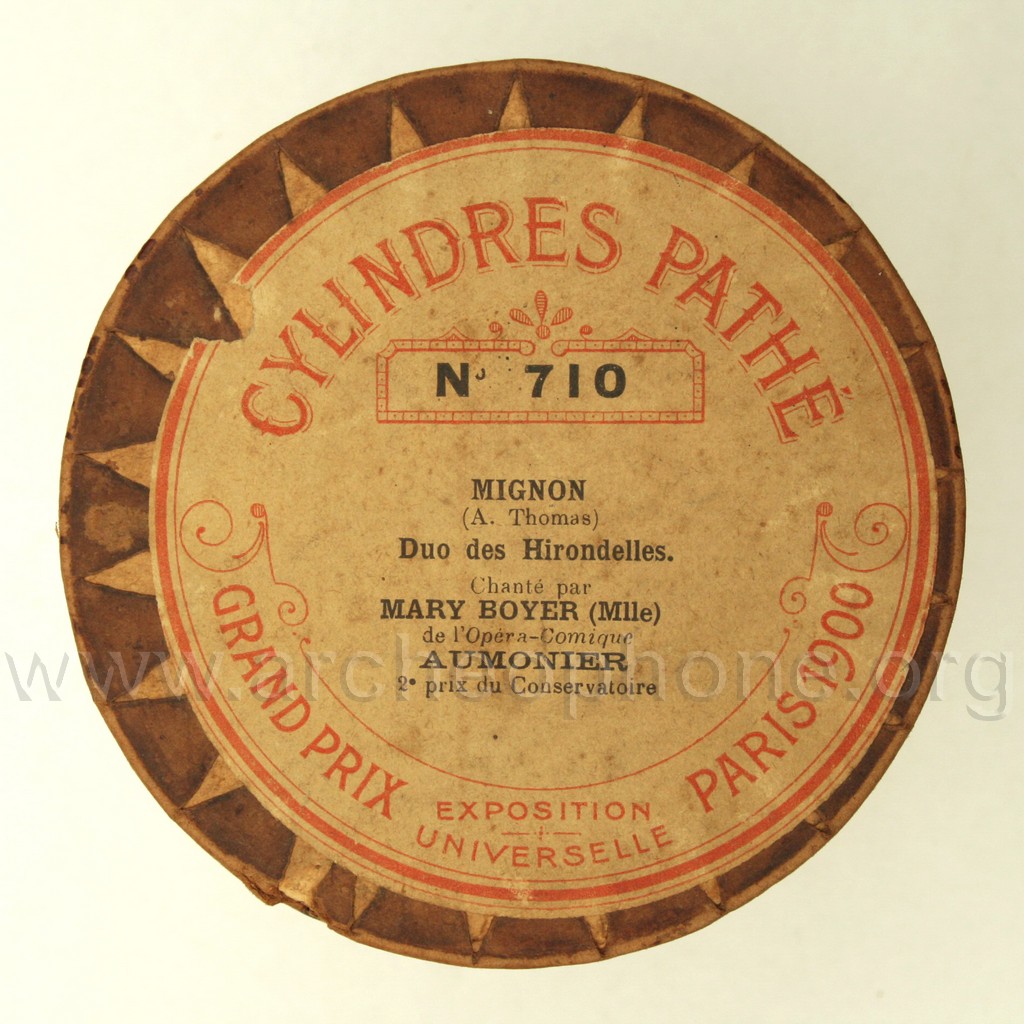 CYLINDRES PATHÉ
Nº 710
MIGNON
(A. Thomas)
Duo des Hirondelles.
Chanté par
MARY BOYER (Mlle)
de l'Opéra-Comique
AUMONIER
2e prix du Conservatoire
GRAND PRIX
EXPOSITION
UNIVERSELLE
PARIS 1900
www.archeophone.org